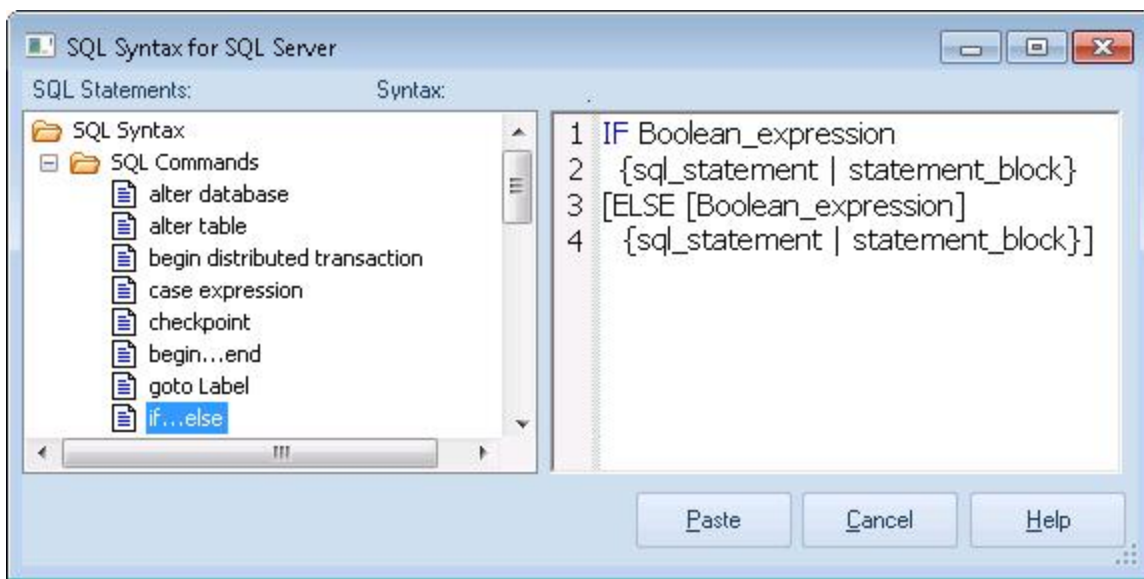 SQL Syntax for SQL Server
SQL Statements: Syntax:
SQL Syntax
SQL Commands
alter database
alter table
begin distributed transaction
case expression
checkpoint
begin...end
goto Label
if...else
1 IF Boolean_expression
2 {sql_statement | statement_block}
3 [ELSE [Boolean_expression]
4 {sql_statement | statement_block}]
Paste Cancel Help